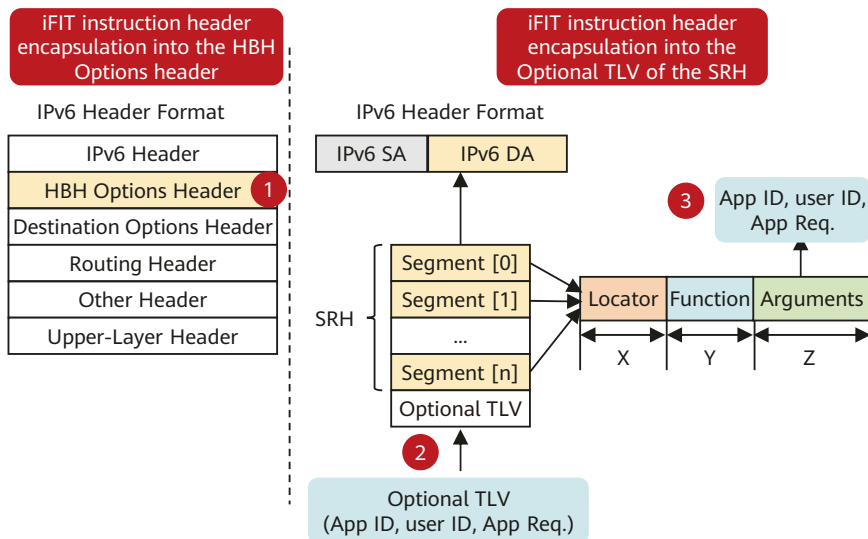 iFIT instruction header
encapsulation into the HBH
Options header
IPv6 Header Format
IPv6 Header
HBH Options Header
1
Destination Options Header
Routing Header
Other Header
Upper-Layer Header
iFIT instruction header
encapsulation into the
Optional TLV of the SRH
IPv6 Header Format
IPv6 SA
IPv6 DA
SRH
Segment [0]
Segment [1]
...
Segment [n]
Optional TLV
2
Optional TLV
(App ID, user ID, App Req.)
3
App ID, user ID,
App Req.
Locator
Function
Arguments
X
Y
Z